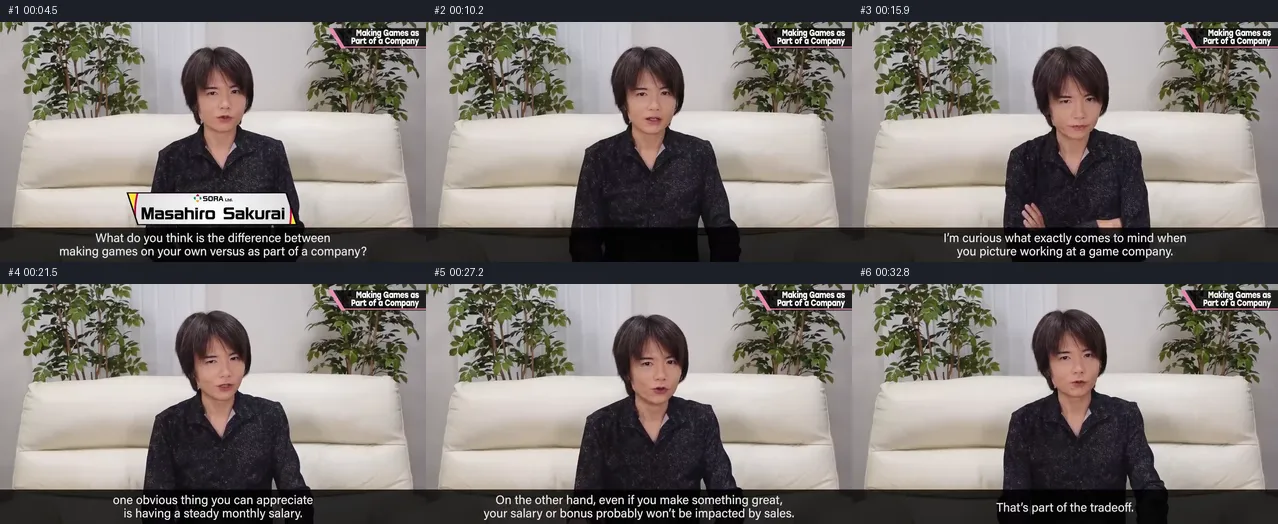 #1 00:04.5
Making Games as
Part of a Company
SORA Ltd.
Masahiro Sakurai
What do you think is the difference between
making games on your own versus as part of a company?
#2 00:10.2
Making Games as
Part of a Company
#3 00:15.9
Making Games as
Part of a Company
I'm curious what exactly comes to mind when
you picture working at a game company.
#4 00:21.5
Making Games as
Part of a Company
one obvious thing you can appreciate
is having a steady monthly salary.
#5 00:27.2
Making Games as
Part of a Company
On the other hand, even if you make something great,
your salary or bonus probably won't be impacted by sales.
#6 00:32.8
Making Games as
Part of a Company
That's part of the tradeoff.